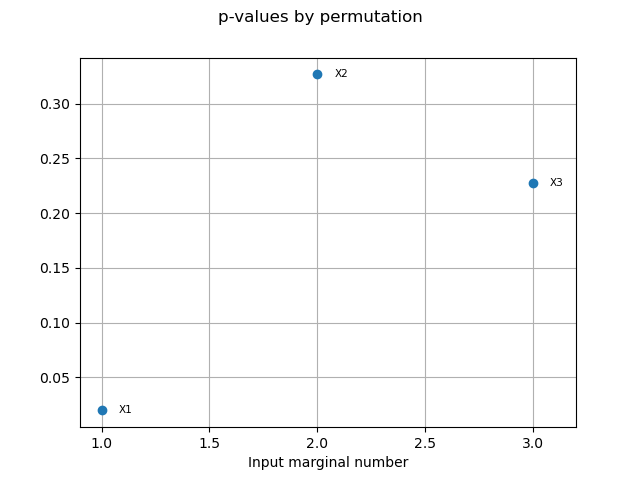 p-values by permutation
0.30
0.25
0.20
0.15
0.10
0.05
X2
X3
X1
1.0 1.5 2.0 2.5 3.0
Input marginal number